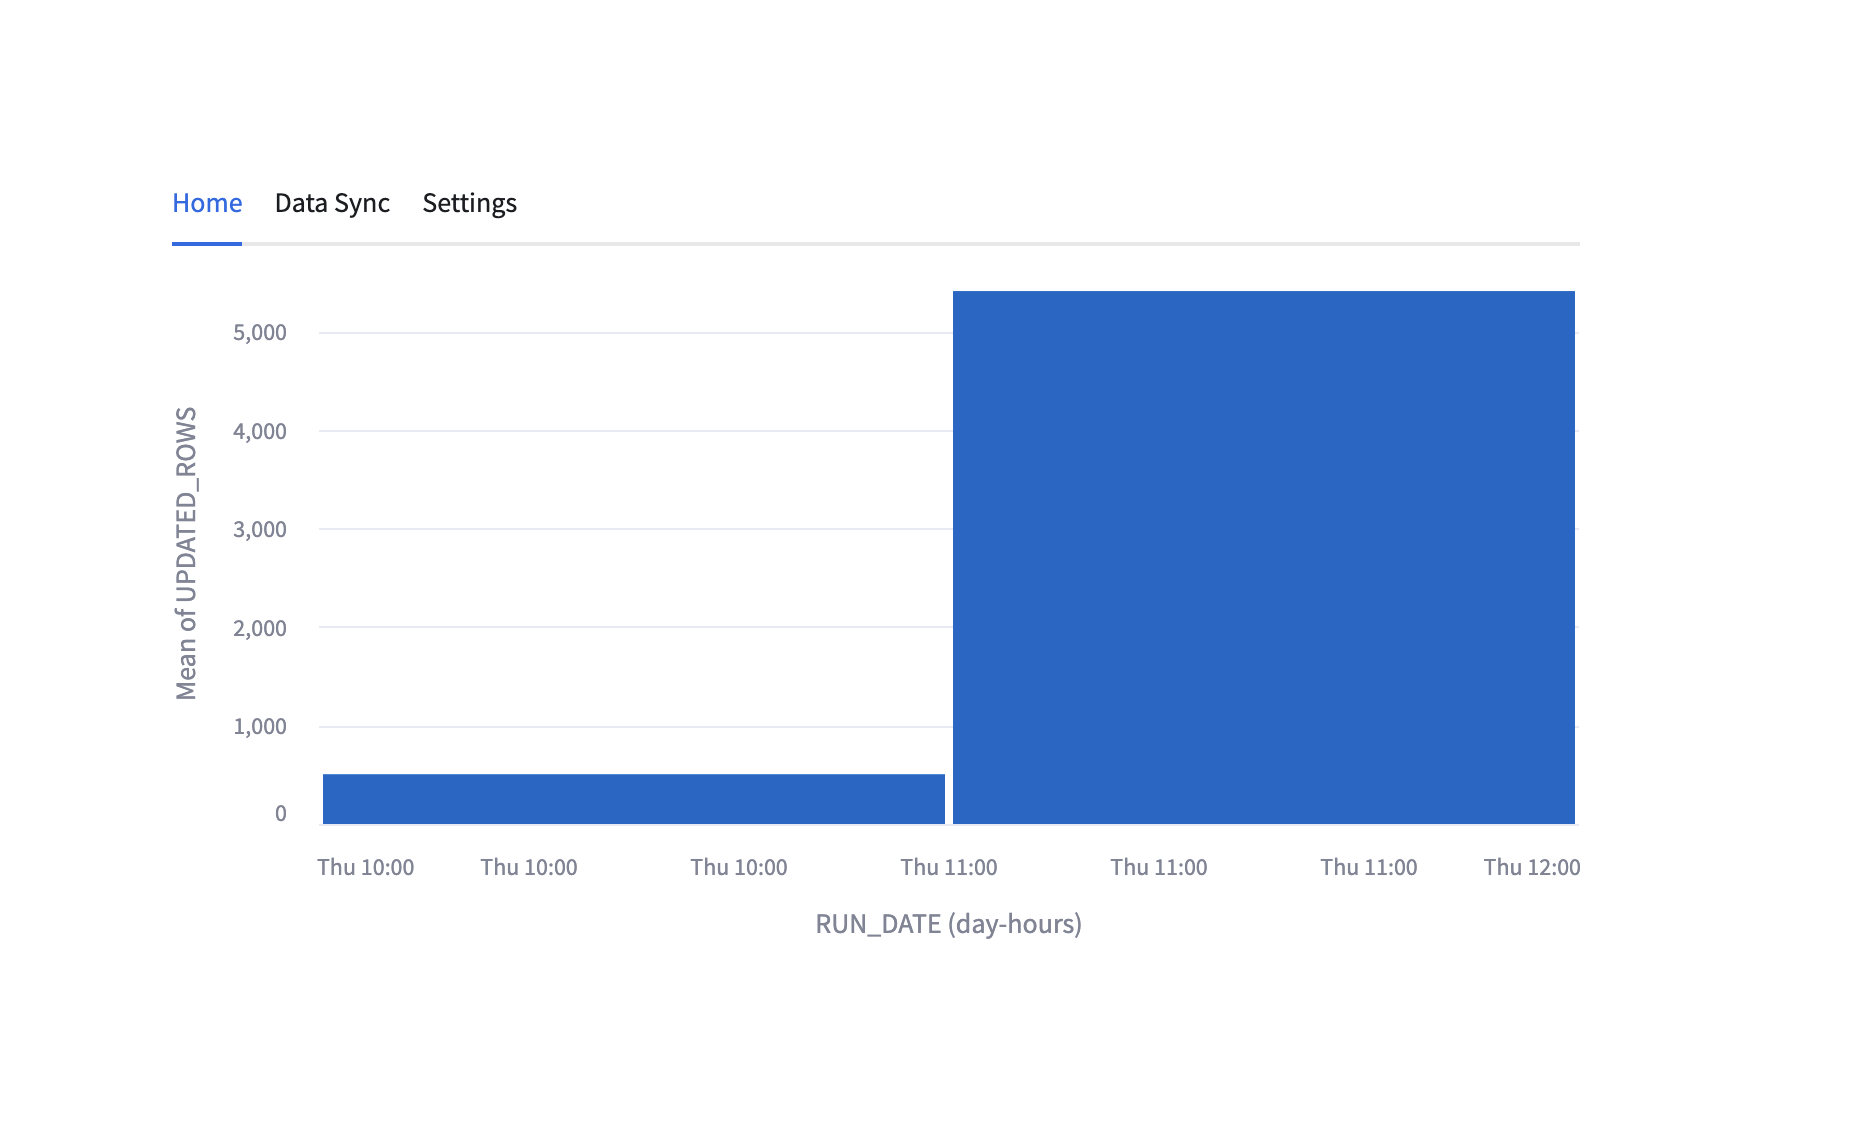 Home Data Sync Settings
5,000
4,000
3,000
2,000
1,000
0
Mean of UPDATED_ROWS
Thu 10:00 Thu 10:00 Thu 10:00 Thu 11:00 Thu 11:00 Thu 11:00 Thu 12:00
RUN_DATE (day-hours)